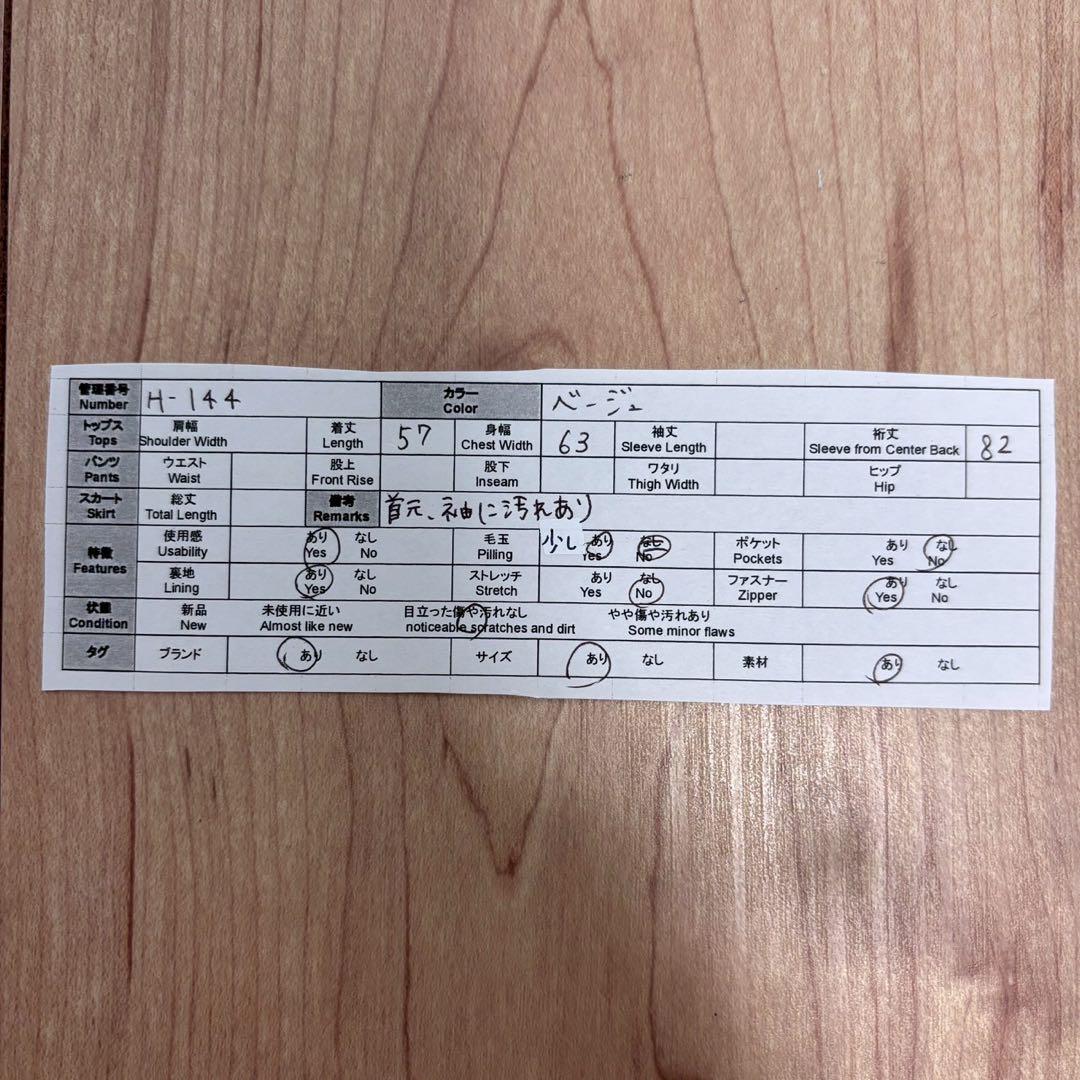 管理番号 Number H-144 カラー Color ベージュ
トップス Tops 肩幅 Shoulder Width 着丈 Length 57 身幅 Chest Width 63 袖丈 Sleeve Length 裄丈 Sleeve from Center Back 82
パンツ Pants ウエスト Waist 股上 Front Rise 股下 Inseam ワタリ Thigh Width ヒップ Hip
スカート Skirt 総丈 Total Length 備考 Remarks 首元、袖に汚れあり
特徴 Features 使用感 Usability あり Yes なし No 毛玉 Pilling 少し あり Yes なし No ポケット Pockets あり Yes なし No
裏地 Lining あり Yes なし No ストレッチ Stretch あり Yes なし No ファスナー Zipper あり Yes なし No
状態 Condition 新品 New 未使用に近い Almost like new 目立った傷や汚れなし noticeable scratches and dirt やや傷や汚れあり Some minor flaws
タグ ブランド あり なし サイズ あり なし 素材 あり なし